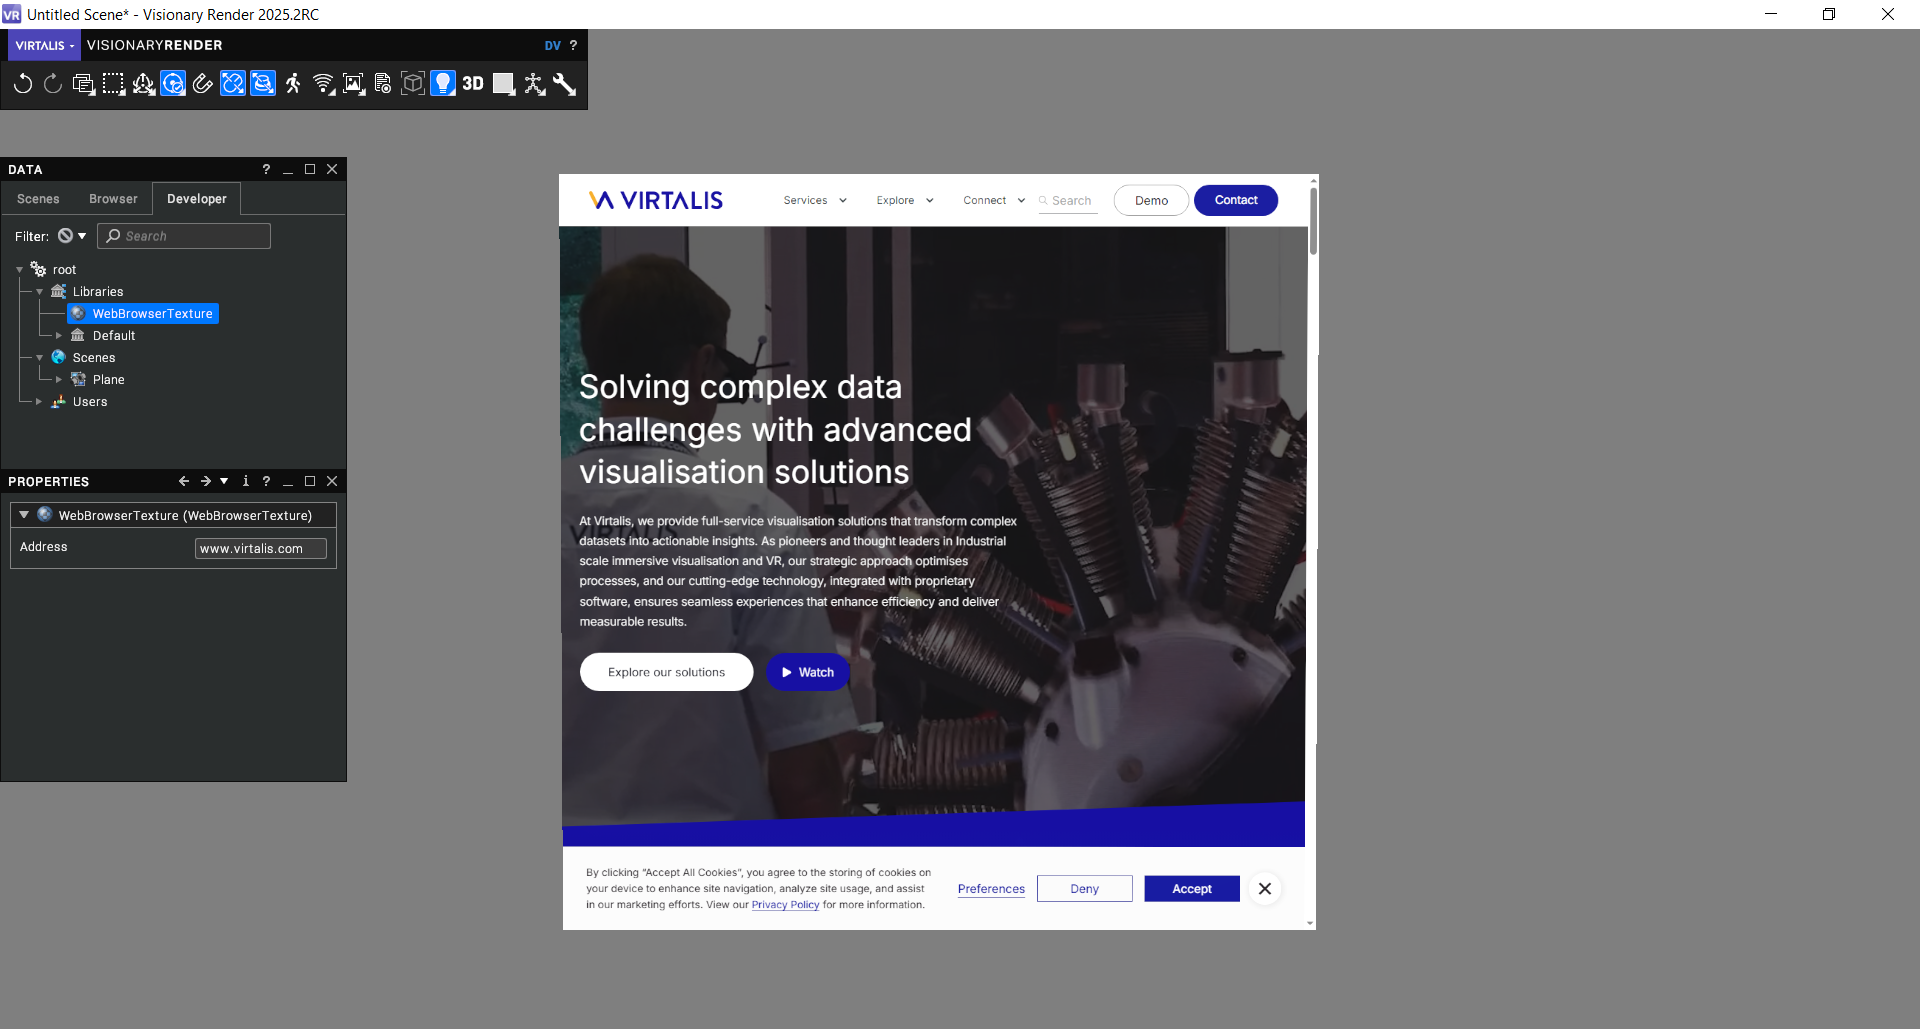 VR Untitled Scene* - Visionary Render 2025.2RC
VIRTALIS VISIONARYRENDER DV ?
3D
DATA ?
Scenes Browser Developer
Filter: Search
root
Libraries
WebBrowserTexture
Default
Scenes
Plane
Users
PROPERTIES i ?
WebBrowserTexture (WebBrowserTexture)
Address www.virtalis.com
VIRTALIS Services Explore Connect Search Demo Contact
Solving complex data
challenges with advanced
visualisation solutions
At Virtalis, we provide full-service visualisation solutions that transform complex
datasets into actionable insights. As pioneers and thought leaders in Industrial
scale immersive visualisation and VR, our strategic approach optimises
processes, and our cutting-edge technology, integrated with proprietary
software, ensures seamless experiences that enhance efficiency and deliver
measurable results.
Explore our solutions Watch
By clicking “Accept All Cookies”, you agree to the storing of cookies on
your device to enhance site navigation, analyze site usage, and assist
in our marketing efforts. View our Privacy Policy for more information.
Preferences Deny Accept